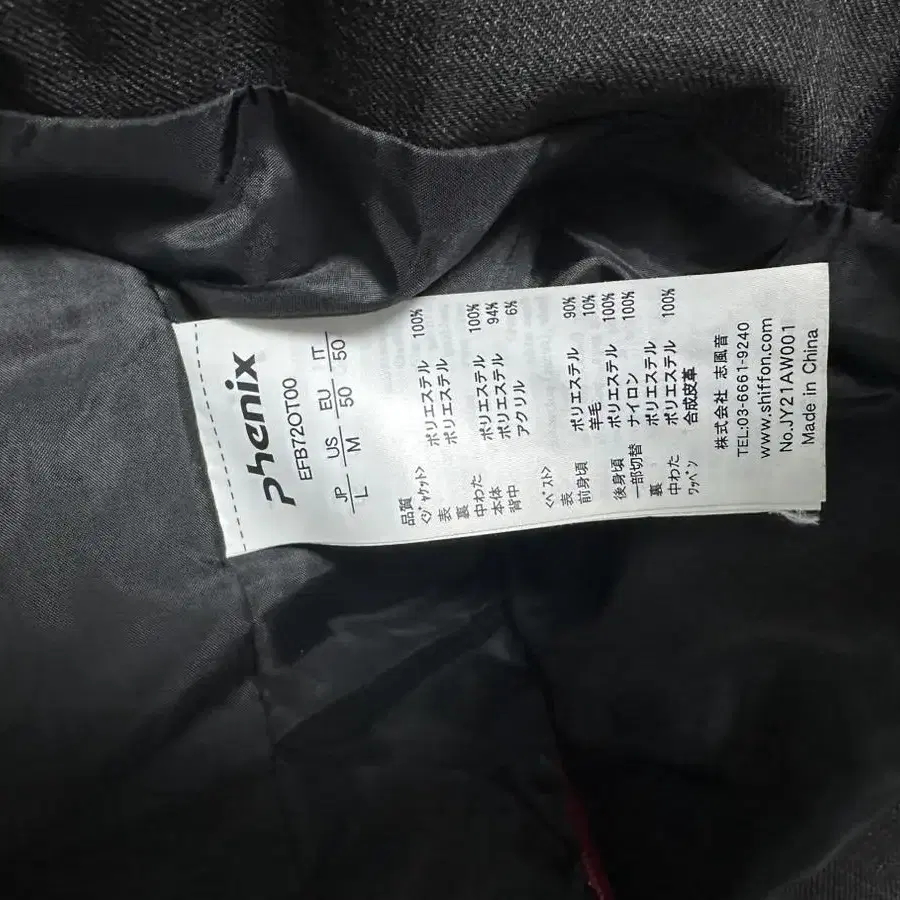 phenix
EFB72OT00
JP US EU IT
L M 50 50
品質
<ジャケット>
表 ポリエステル 100%
裏 ポリエステル
中わた
本体 ポリエステル 100%
背中 ポリエステル 94%
アクリル 6%
<ベスト>
表
前身頃 ポリエステル 90%
羊毛 10%
後身頃 ポリエステル 100%
一部切替 ナイロン 100%
裏 ポリエステル
中わた ポリエステル 100%
ワッペン 合成皮革
株式会社 志風音
TEL:03-6661-9240
www.shiffon.com
No.JY21AW001
Made in China